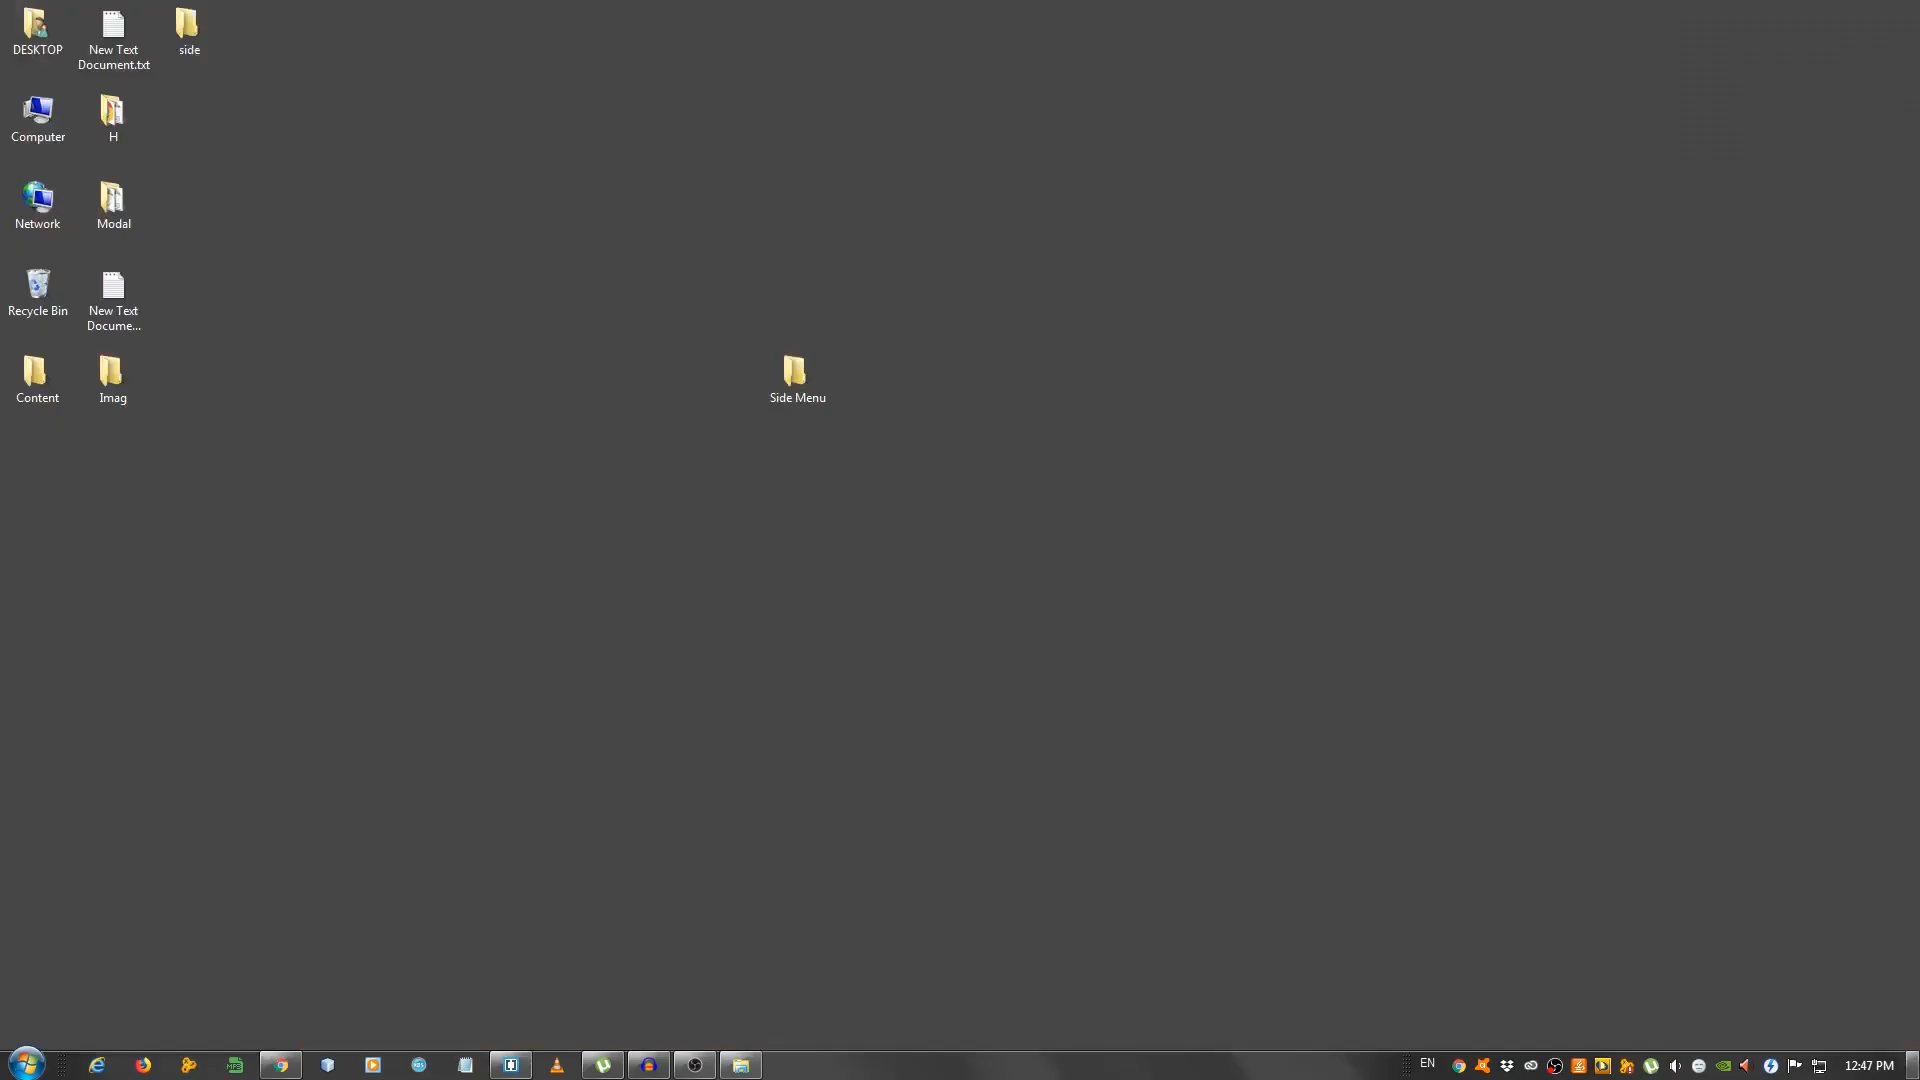 DESKTOP
New Text
Document.txt
side
Computer
H
Network
Modal
Recycle Bin
New Text
Docume...
Content
Imag
Side Menu
EN
12:47 PM